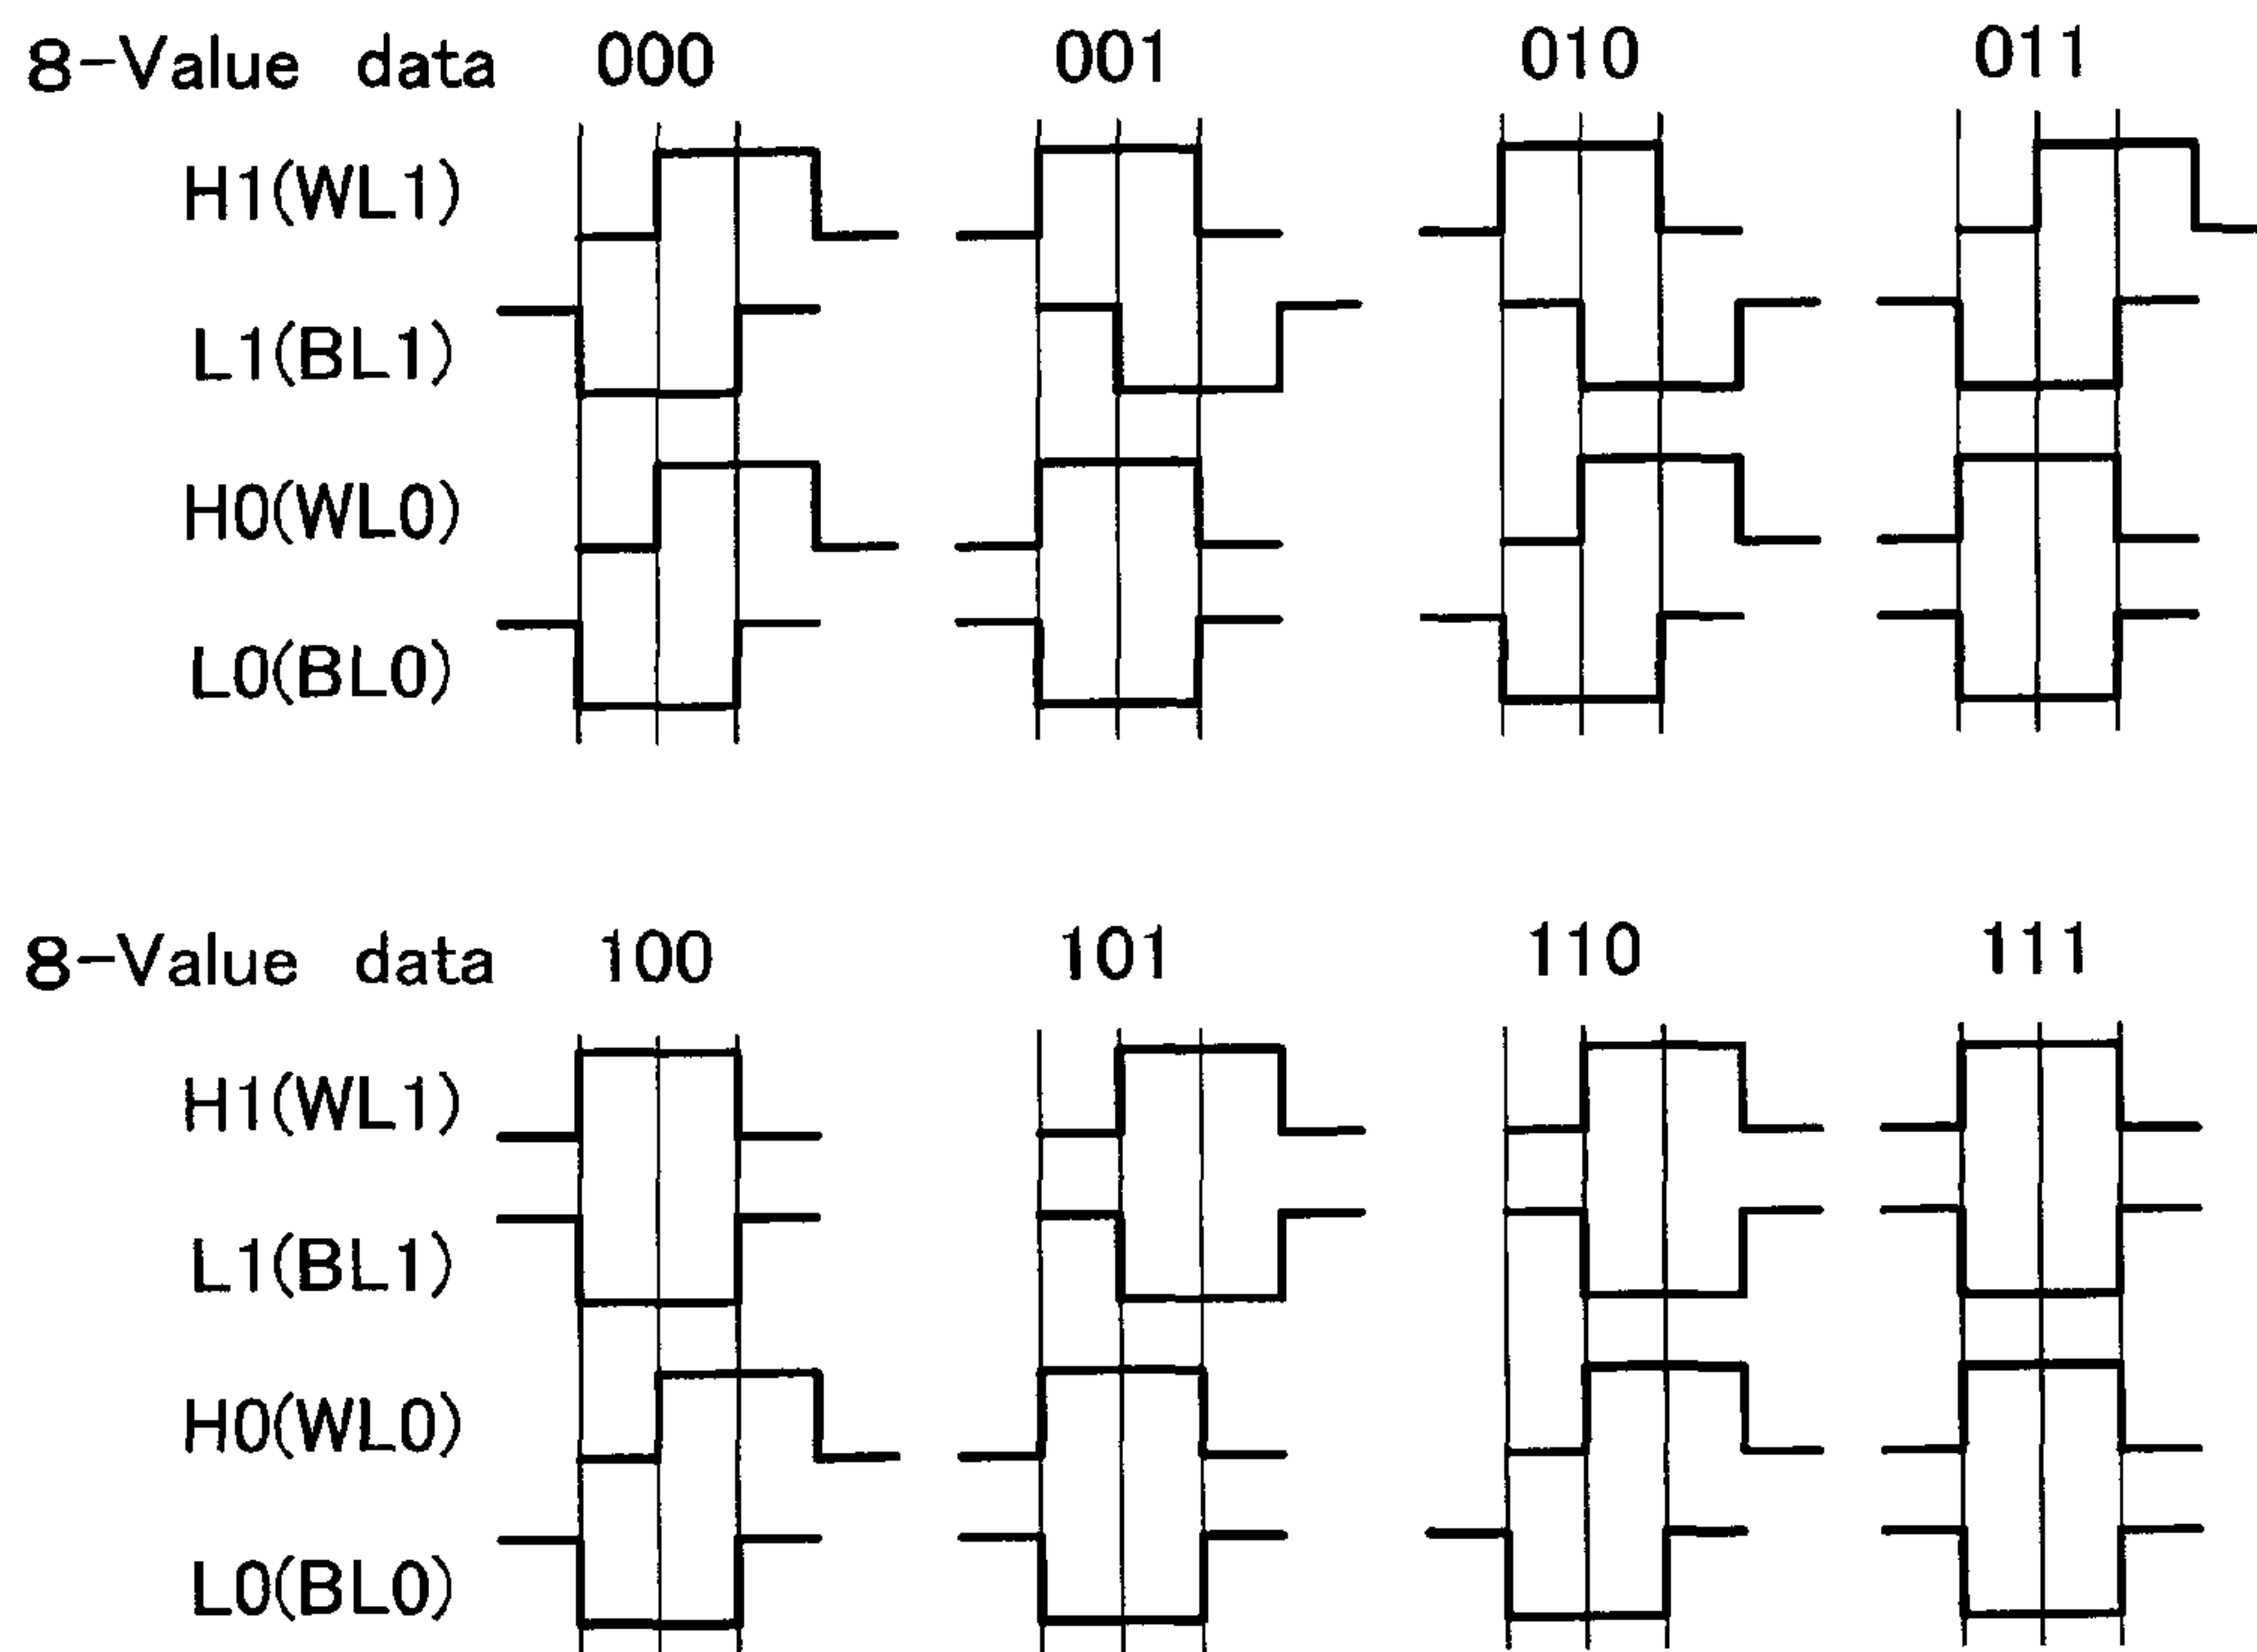 8-Value data 000 001 010 011
H1(WL1)
L1(BL1)
H0(WL0)
L0(BL0)
8-Value data 100 101 110 111
H1(WL1)
L1(BL1)
H0(WL0)
L0(BL0)